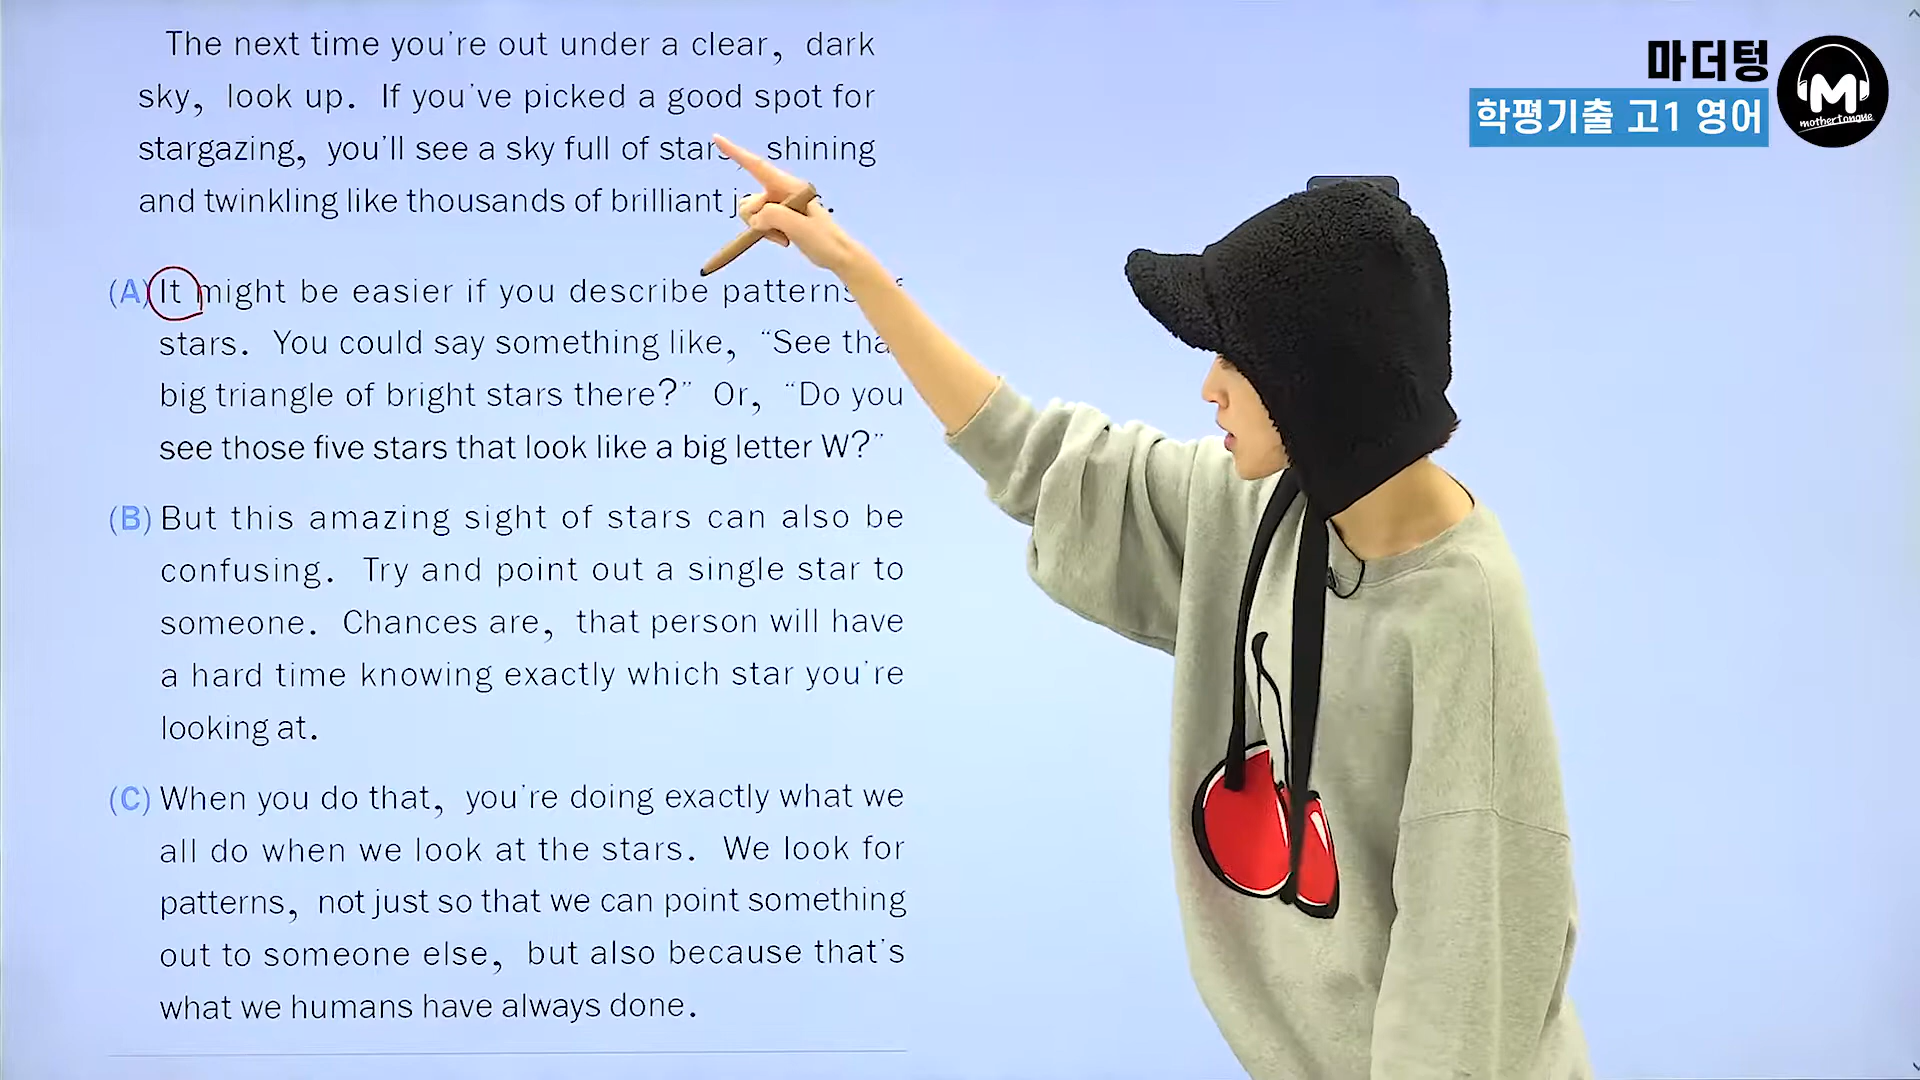 The next time you're out under a clear, dark
sky, look up. If you've picked a good spot for
stargazing, you'll see a sky full of stars, shining
and twinkling like thousands of brilliant
(A) It might be easier if you describe patterns
stars. You could say something like, “See
big triangle of bright stars there?” Or, “Do you
see those five stars that look like a big letter W?”
(B) But this amazing sight of stars can also be
confusing. Try and point out a single star to
someone. Chances are, that person will have
a hard time knowing exactly which star you're
looking at.
(C) When you do that, you're doing exactly what we
all do when we look at the stars. We look for
patterns, not just so that we can point something
out to someone else, but also because that's
what we humans have always done.
마더텅
학평기출 고1 영어
M
mothertongue